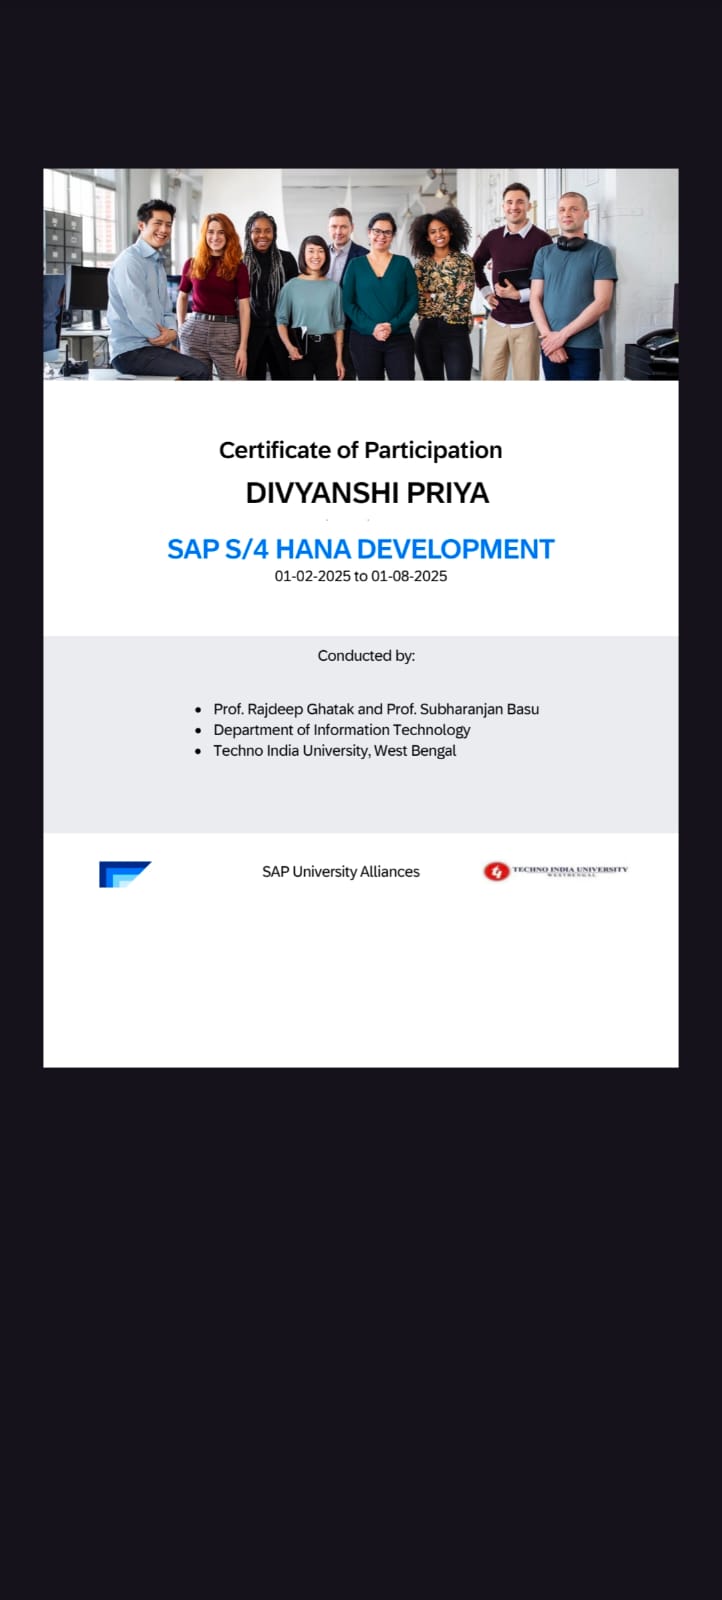 Certificate of Participation
DIVYANSHI PRIYA
SAP S/4 HANA DEVELOPMENT
01-02-2025 to 01-08-2025
Conducted by:
• Prof. Rajdeep Ghatak and Prof. Subharanjan Basu
• Department of Information Technology
• Techno India University, West Bengal
SAP University Alliances
TECHNO INDIA UNIVERSITY
WEST BENGAL